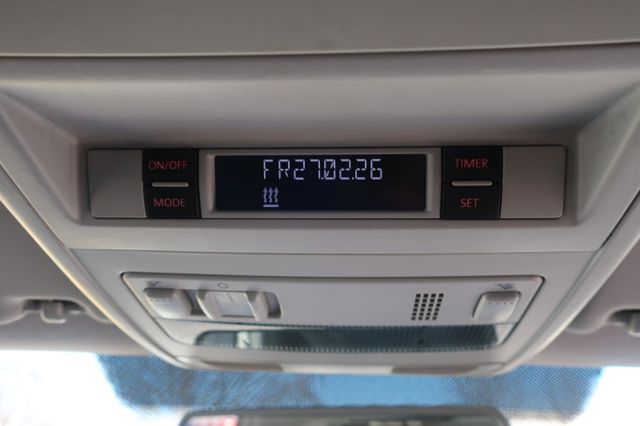 ON/OFF
FR27.02.26
TIMER
MODE
SET